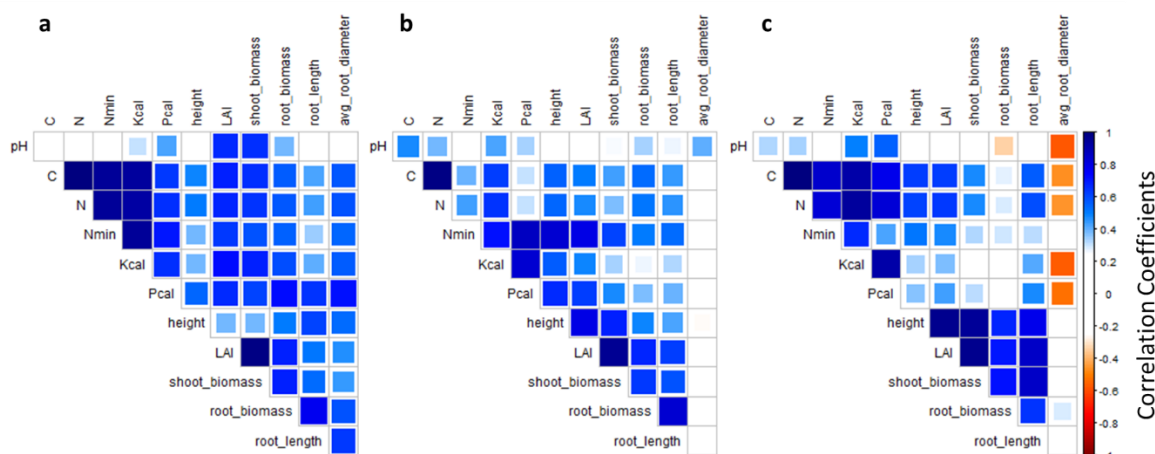 a
b
c
C
N
Nmin
Kcal
Pcal
height
LAI
shoot_biomass
root_biomass
root_length
avg_root_diameter
C
N
Nmin
Kcal
Pcal
height
LAI
shoot_biomass
root_biomass
root_length
avg_root_diameter
C
N
Nmin
Kcal
Pcal
height
LAI
shoot_biomass
root_biomass
root_length
avg_root_diameter
pH
C
N
Nmin
Kcal
Pcal
height
LAI
shoot_biomass
root_biomass
root_length
pH
C
N
Nmin
Kcal
Pcal
height
LAI
shoot_biomass
root_biomass
root_length
pH
C
N
Nmin
Kcal
Pcal
height
LAI
shoot_biomass
root_biomass
root_length
1
0.8
0.6
0.4
0.2
0
-0.2
-0.4
-0.6
-0.8
Correlation Coefficients